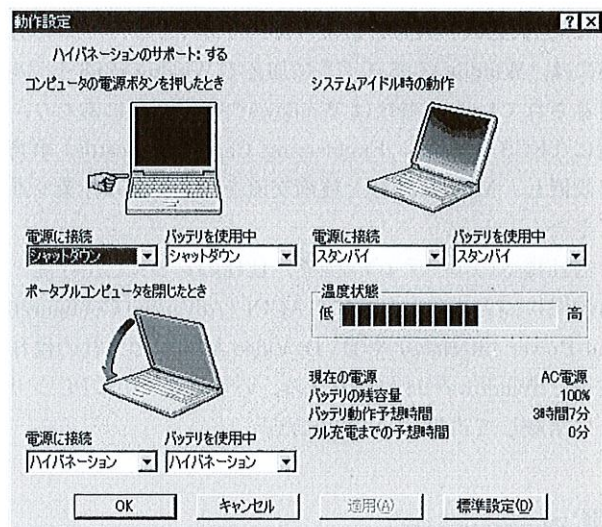 動作設定
ハイバネーションのサポート: する
コンピュータの電源ボタンを押したとき
電源に接続 バッテリを使用中
シャットダウン シャットダウン
システムアイドル時の動作
電源に接続 バッテリを使用中
スタンバイ スタンバイ
ポータブルコンピュータを閉じたとき
電源に接続 バッテリを使用中
ハイバネーション ハイバネーション
温度状態
低 高
現在の電源 AC電源
バッテリの残容量 100%
バッテリ動作予想時間 3時間7分
フル充電までの予想時間 0分
OK キャンセル 適用(A) 標準設定(D)